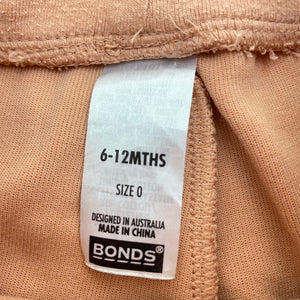 6-12MTHS
SIZE 0
DESIGNED IN AUSTRALIA
MADE IN CHINA
BONDS